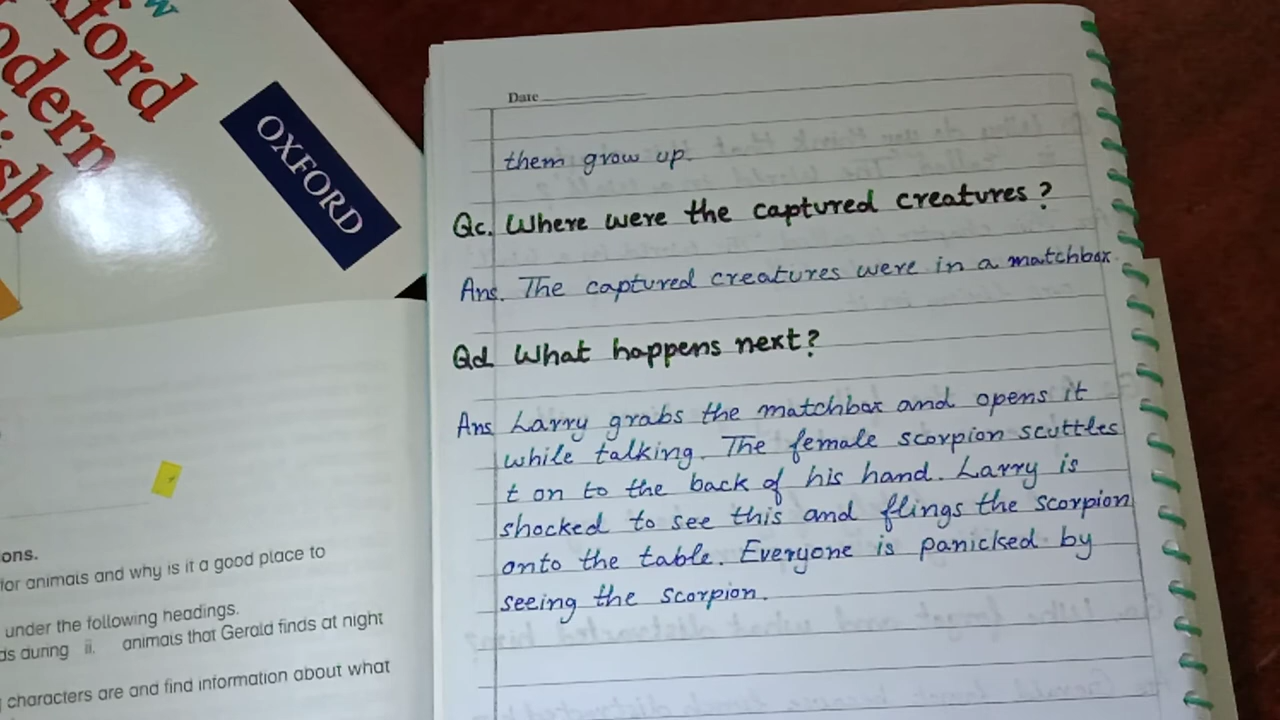 w
xford
odern
lish
OXFORD
ons.
for animals and why is it a good place to
under the following headings.
ds during ii. animals that Gerald finds at night
characters are and find information about what
Date
them grow up.
Qc. Where were the captured creatures?
Ans. The captured creatures were in a matchbox.
Qd What happens next?
Ans Larry grabs the matchbox and opens it
while talking. The female scorpion scuttles
t on to the back of his hand. Larry is
shocked to see this and flings the scorpion
onto the table. Everyone is panicked by
seeing the scorpion.